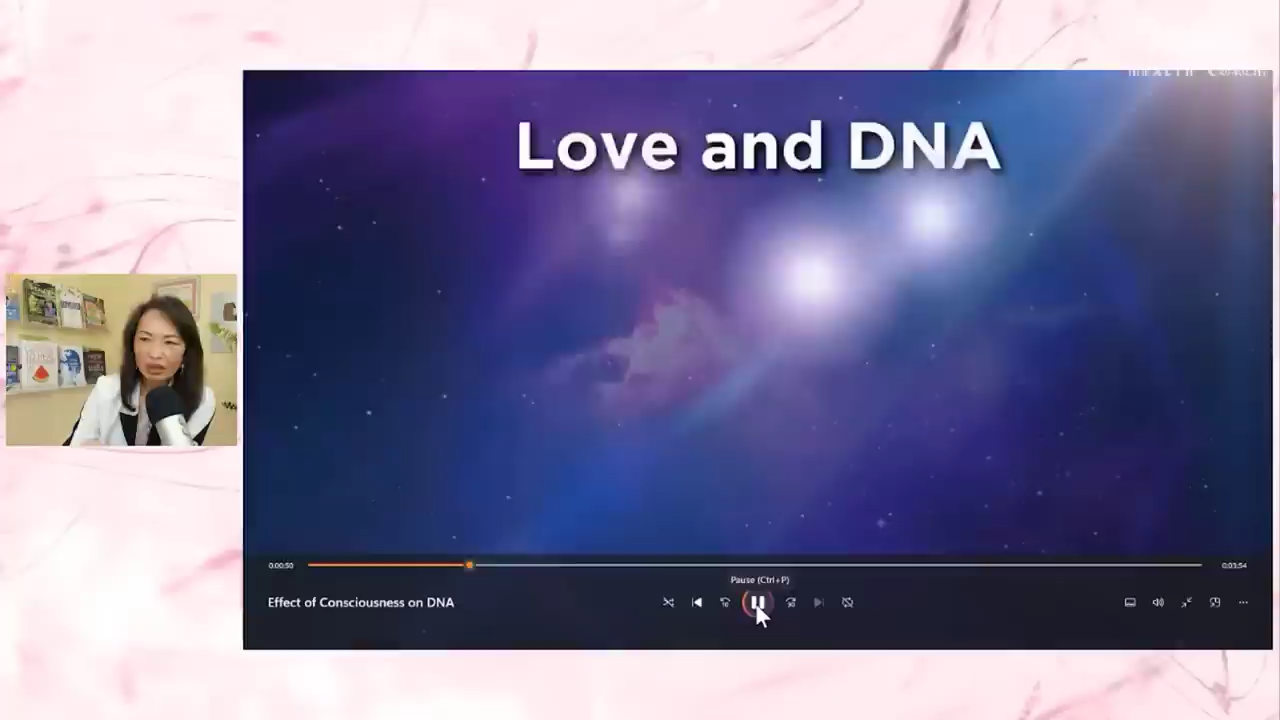 Love and DNA
0:00:50
0:03:54
Pause (Ctrl+P)
Effect of Consciousness on DNA